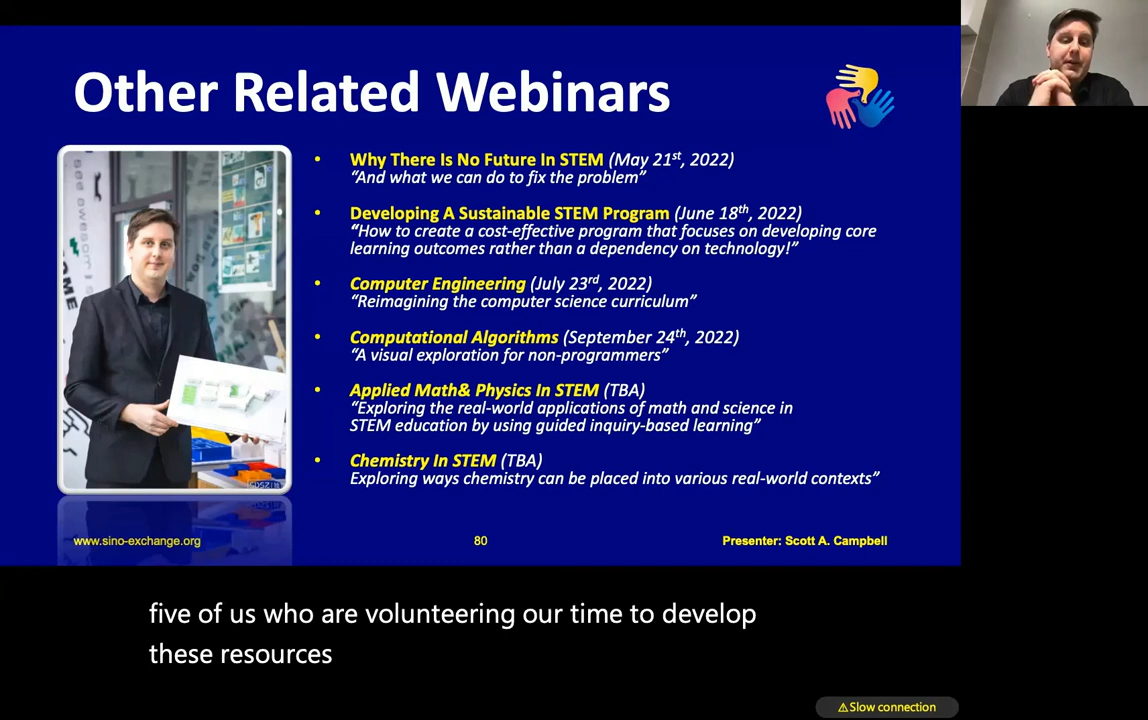 Other Related Webinars
• Why There Is No Future In STEM (May 21st, 2022)
“And what we can do to fix the problem”
• Developing A Sustainable STEM Program (June 18th, 2022)
“How to create a cost-effective program that focuses on developing core
learning outcomes rather than a dependency on technology!”
• Computer Engineering (July 23rd, 2022)
“Reimagining the computer science curriculum”
• Computational Algorithms (September 24th, 2022)
“A visual exploration for non-programmers”
• Applied Math& Physics In STEM (TBA)
“Exploring the real-world applications of math and science in
STEM education by using guided inquiry-based learning”
• Chemistry In STEM (TBA)
Exploring ways chemistry can be placed into various real-world contexts”
www.sino-exchange.org
80
Presenter: Scott A. Campbell
five of us who are volunteering our time to develop
these resources
⚠Slow connection